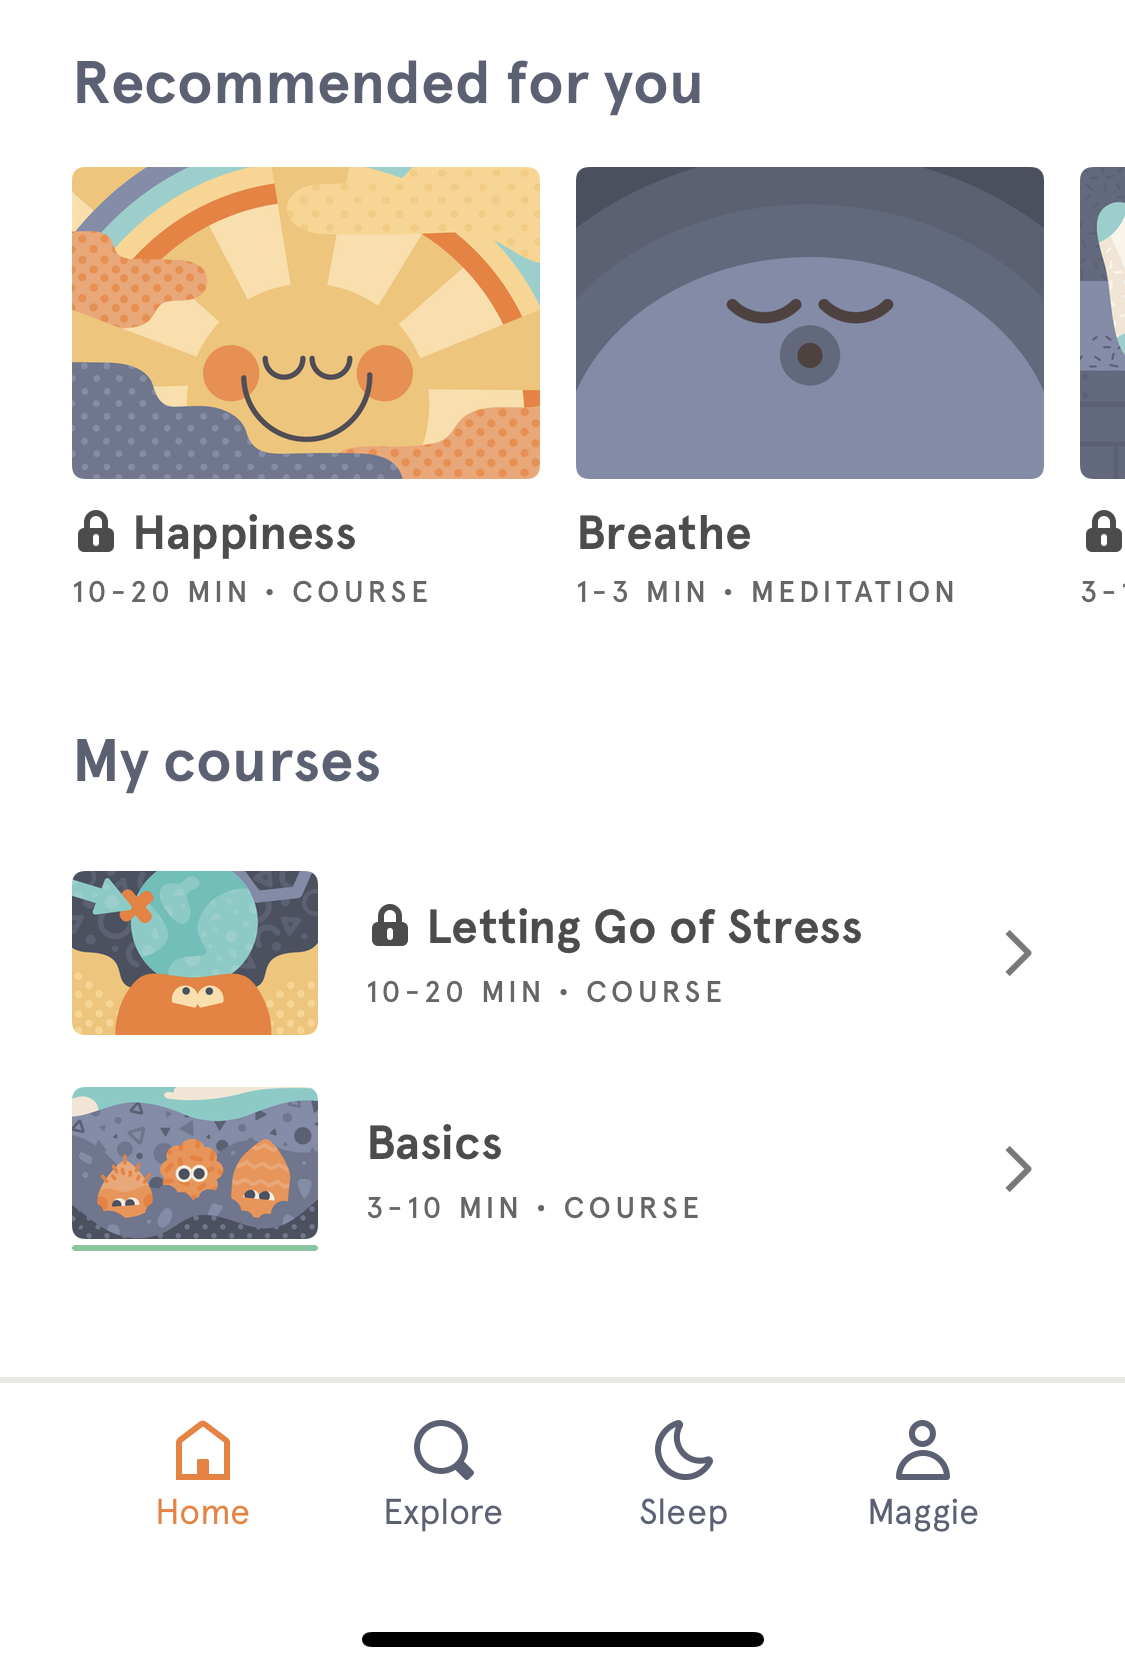 Recommended for you
Happiness
10-20 MIN • COURSE
Breathe
1-3 MIN • MEDITATION
3-
My courses
Letting Go of Stress
10-20 MIN • COURSE
Basics
3-10 MIN • COURSE
Home
Explore
Sleep
Maggie